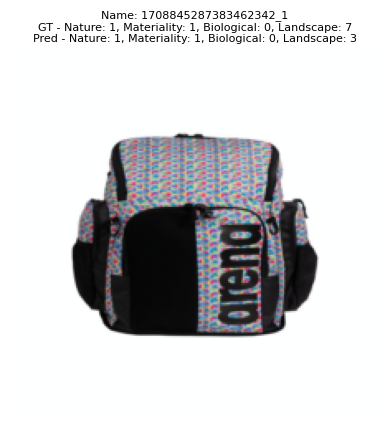 Name: 1708845287383462342_1
GT - Nature: 1, Materiality: 1, Biological: 0, Landscape: 7
Pred - Nature: 1, Materiality: 1, Biological: 0, Landscape: 3
arena